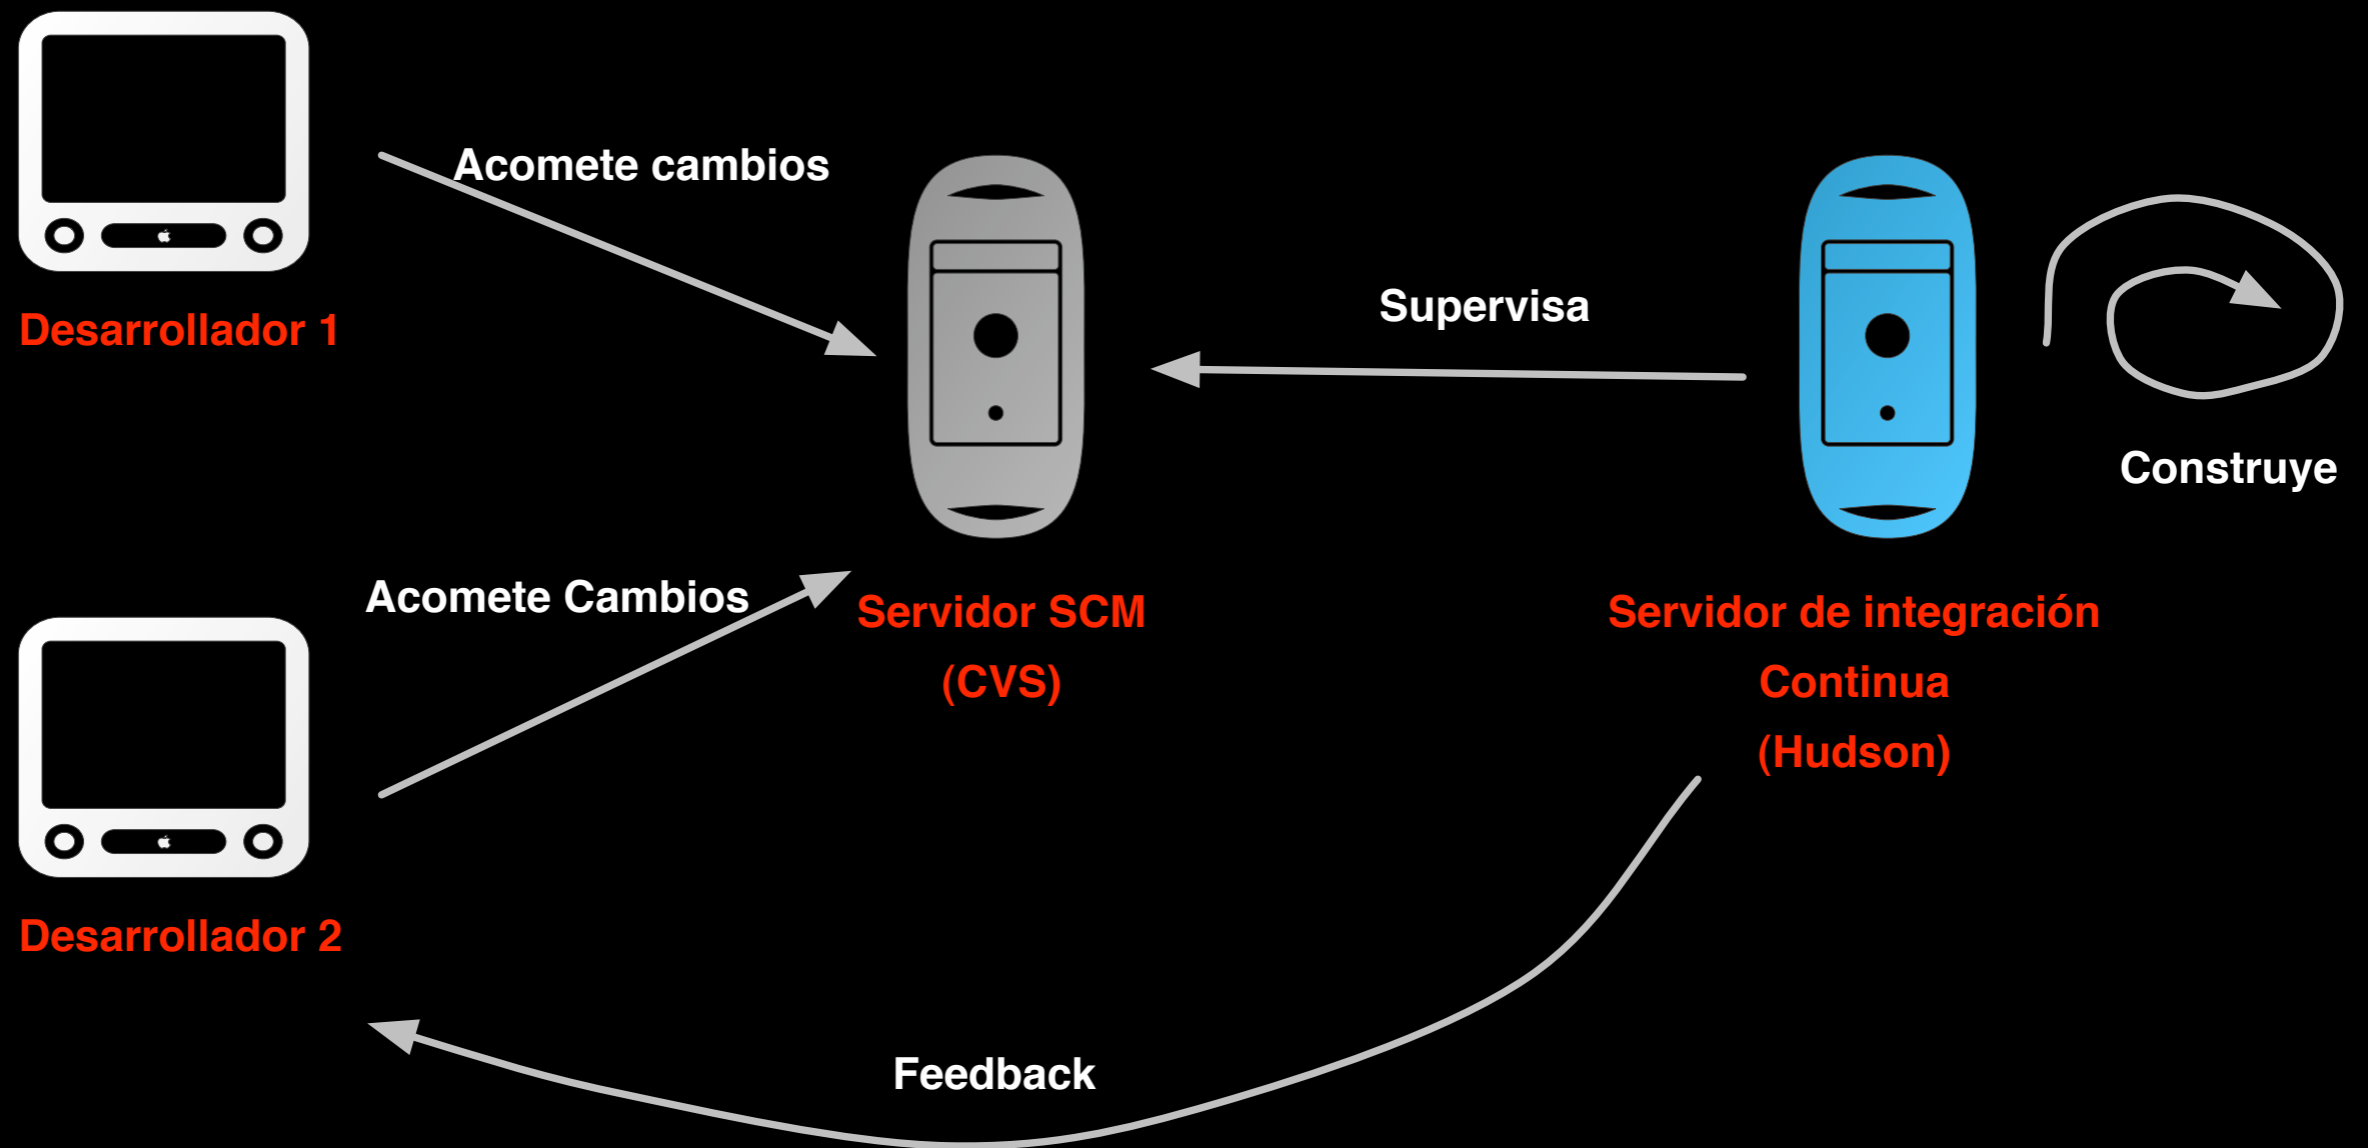 Acomete cambios
Desarrollador 1
Supervisa
Construye
Acomete Cambios
Servidor SCM
(CVS)
Servidor de integración
Continua
(Hudson)
Desarrollador 2
Feedback